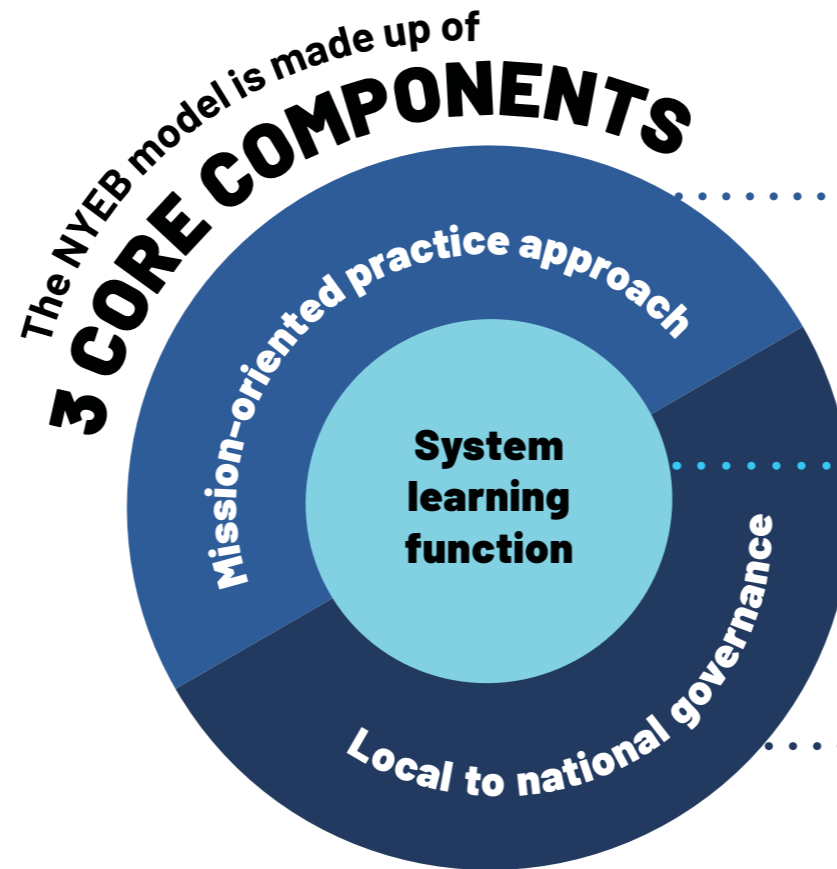 The NYEB model is made up of
3 CORE COMPONENTS
Mission-oriented practice approach
System
learning
function
Local to national governance